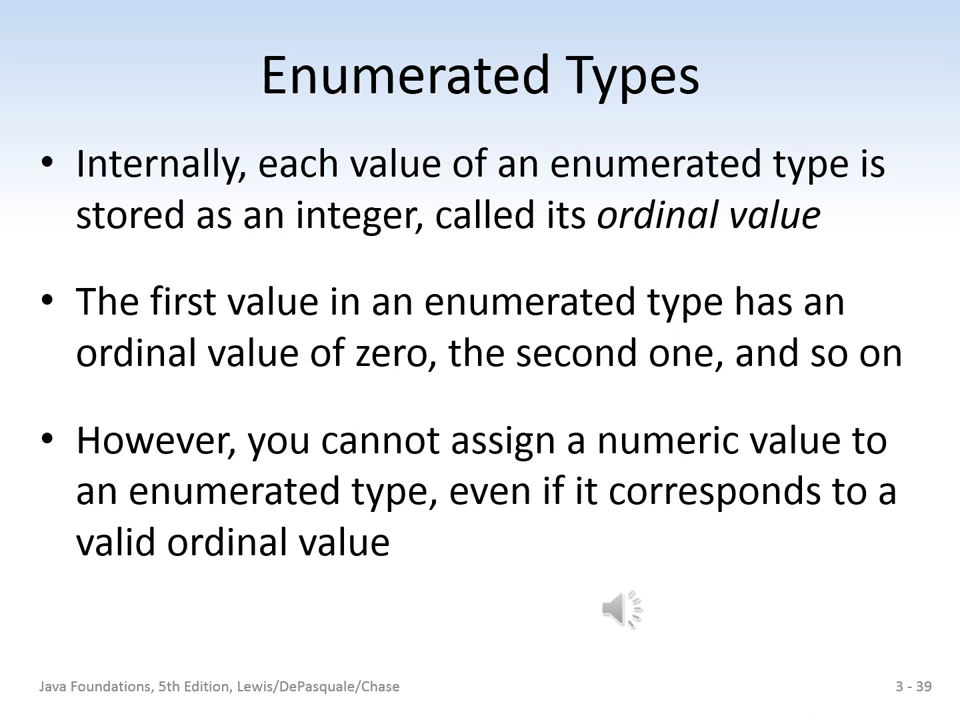 Enumerated Types
• Internally, each value of an enumerated type is
stored as an integer, called its ordinal value
• The first value in an enumerated type has an
ordinal value of zero, the second one, and so on
• However, you cannot assign a numeric value to
an enumerated type, even if it corresponds to a
valid ordinal value
Java Foundations, 5th Edition, Lewis/DePasquale/Chase
3 - 39